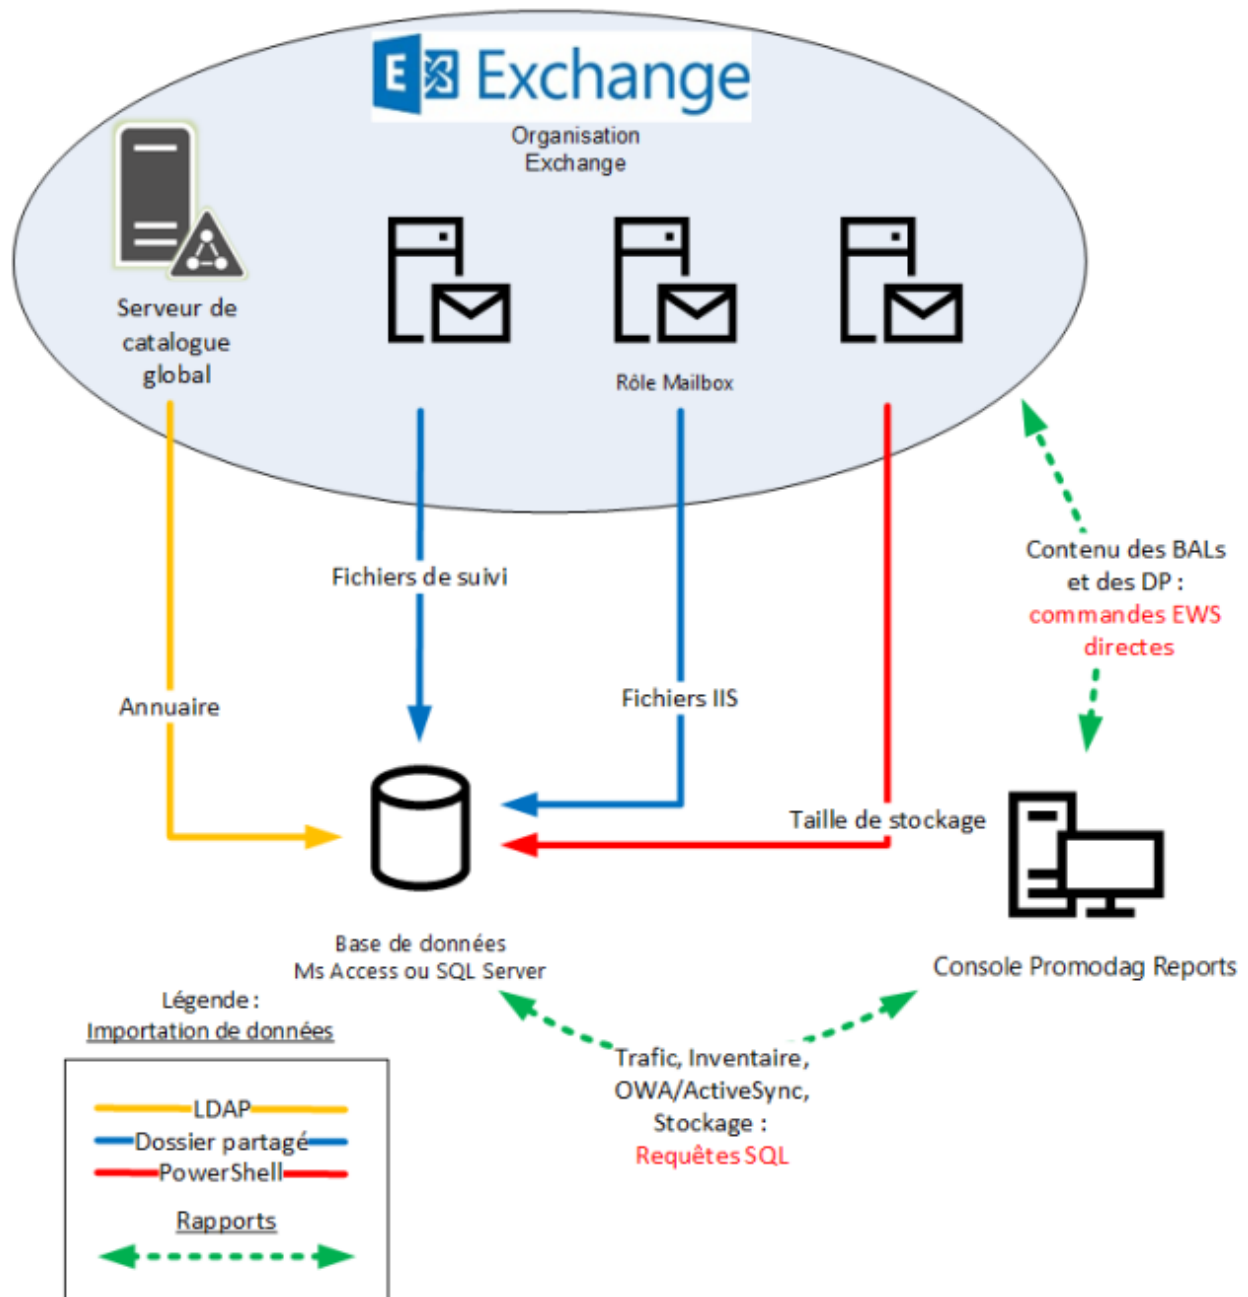 E Exchange
Organisation
Exchange
Serveur de
catalogue
global
Rôle Mailbox
Fichiers de suivi
Contenu des BALs
et des DP :
commandes EWS
directes
Annuaire
Fichiers IIS
Taille de stockage
Base de données
Ms Access ou SQL Server
Console Promodag Reports
Légende :
Importation de données
LDAP
Dossier partagé
PowerShell
Rapports
Trafic, Inventaire,
OWA/ActiveSync,
Stockage :
Requêtes SQL